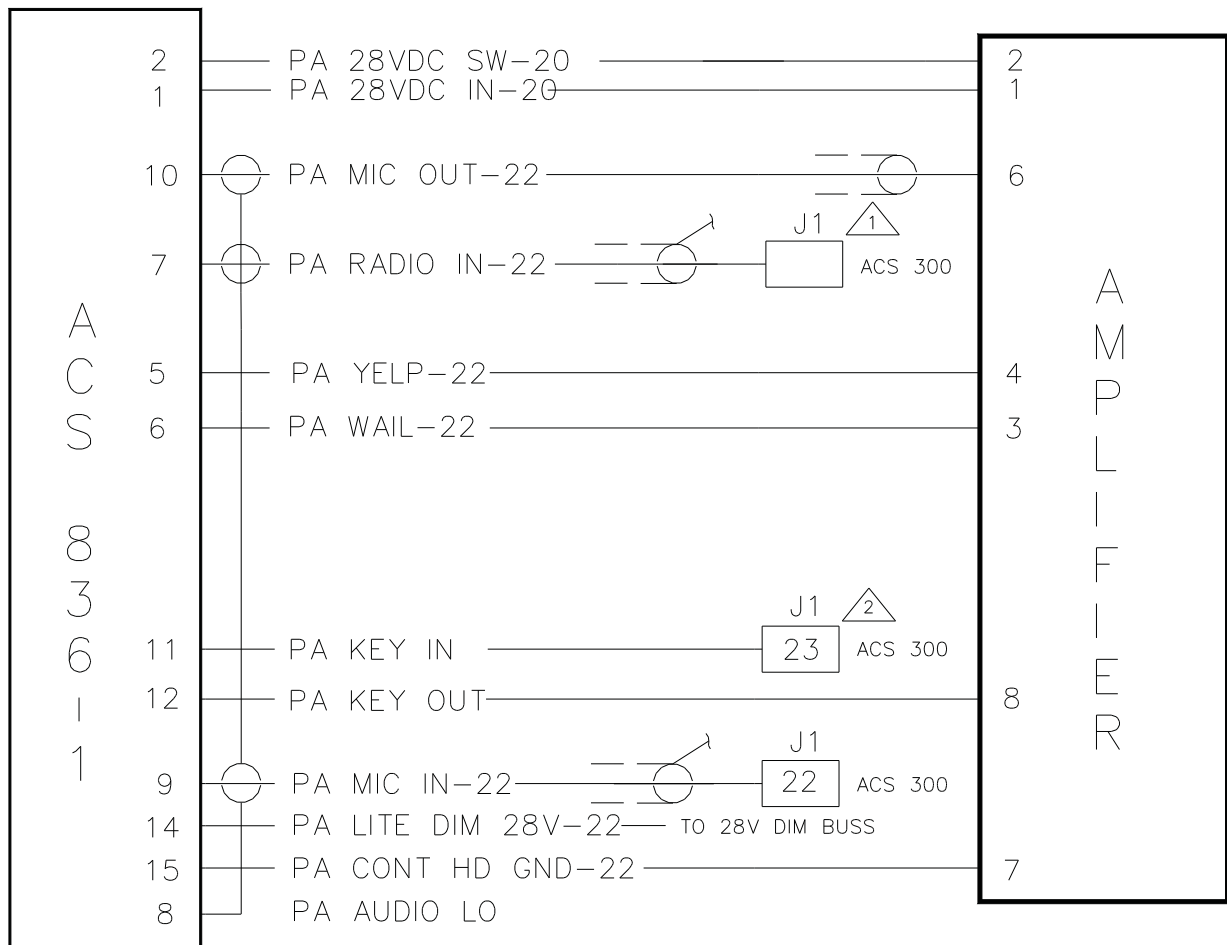 2 PA 28VDC SW-20 2
1 PA 28VDC IN-20 1
10 PA MIC OUT-22 6
J1 1
7 PA RADIO IN-22 ACS 300
5 PA YELP-22 4
6 PA WAIL-22 3
J1 2
11 PA KEY IN 23 ACS 300
12 PA KEY OUT 8
J1
9 PA MIC IN-22 22 ACS 300
14 PA LITE DIM 28V-22 TO 28V DIM BUSS
15 PA CONT HD GND-22 7
8 PA AUDIO LO
ACS 836-1
AMPLIFIER